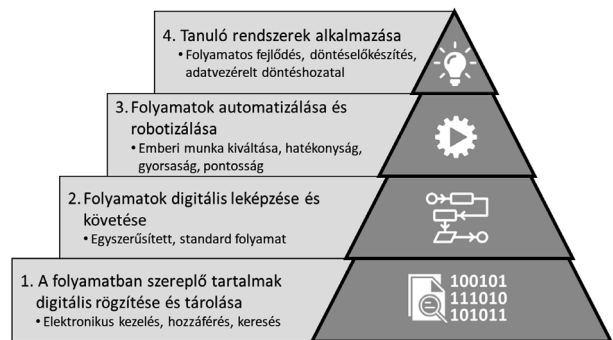 4. Tanuló rendszerek alkalmazása
• Folyamatos fejlődés, döntéselőkészítés,
adatvezérelt döntéshozatal
3. Folyamatok automatizálása és
robotizálása
• Emberi munka kiváltása, hatékonyság,
gyorsaság, pontosság
2. Folyamatok digitális leképzése és
követése
• Egyszerűsített, standard folyamat
1. A folyamatban szereplő tartalmak
digitális rögzítése és tárolása
• Elektronikus kezelés, hozzáférés, keresés
100101
111010
101011